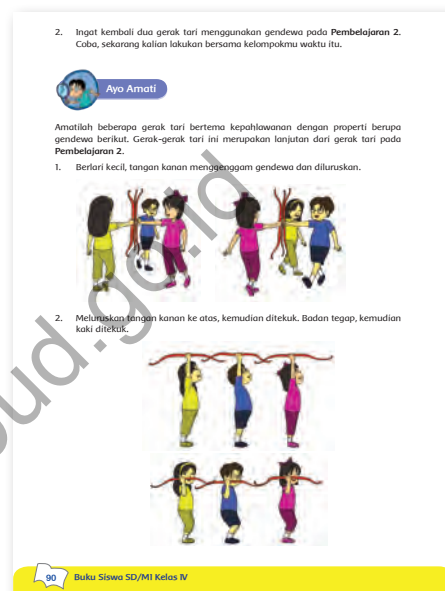 2. Ingat kembali dua gerak tari menggunakan gendewa pada Pembelajaran 2.
Coba, sekarang kalian lakukan bersama kelompokmu waktu itu.
Ayo Amati
Amatilah beberapa gerak tari bertema kepahlawanan dengan properti berupa
gendewa berikut. Gerak-gerak tari ini merupakan lanjutan dari gerak tari pada
Pembelajaran 2.
1. Berlari kecil, tangan kanan menggenggam gendewa dan diluruskan.
2. Meluruskan tangan kanan ke atas, kemudian ditekuk. Badan tegap, kemudian
kaki ditekuk.
ud.go.id
90 Buku Siswa SD/MI Kelas IV